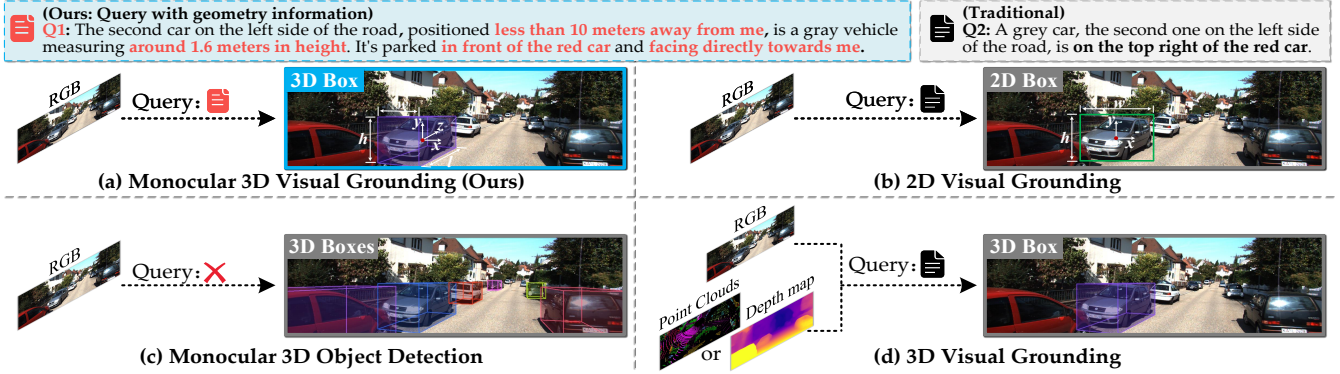 (Ours: Query with geometry information)
Q1: The second car on the left side of the road, positioned less than 10 meters away from me, is a gray vehicle
measuring around 1.6 meters in height. It's parked in front of the red car and facing directly towards me.
(Traditional)
Q2: A grey car, the second one on the left side
of the road, is on the top right of the red car.
RGB
Query:
3D Box
w
h
y
z
x
(a) Monocular 3D Visual Grounding (Ours)
RGB
Query:
2D Box
w
h
y
x
(b) 2D Visual Grounding
RGB
Query:
3D Boxes
(c) Monocular 3D Object Detection
RGB
Point Clouds
or
Depth map
Query:
3D Box
(d) 3D Visual Grounding